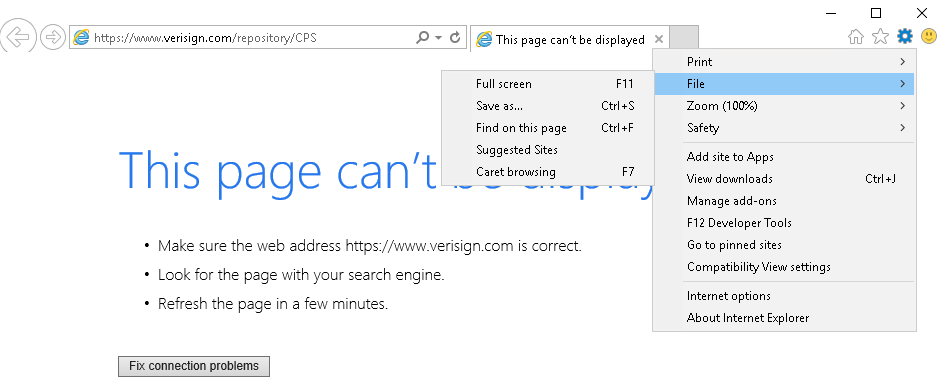 https://www.verisign.com/repository/CPS
This page can't be displayed
Print
File
Zoom (100%)
Safety
Add site to Apps
View downloads Ctrl+J
Manage add-ons
F12 Developer Tools
Go to pinned sites
Compatibility View settings
Internet options
About Internet Explorer
Full screen F11
Save as... Ctrl+S
Find on this page Ctrl+F
Suggested Sites
Caret browsing F7
This page can't be display
• Make sure the web address https://www.verisign.com is correct.
• Look for the page with your search engine.
• Refresh the page in a few minutes.
Fix connection problems